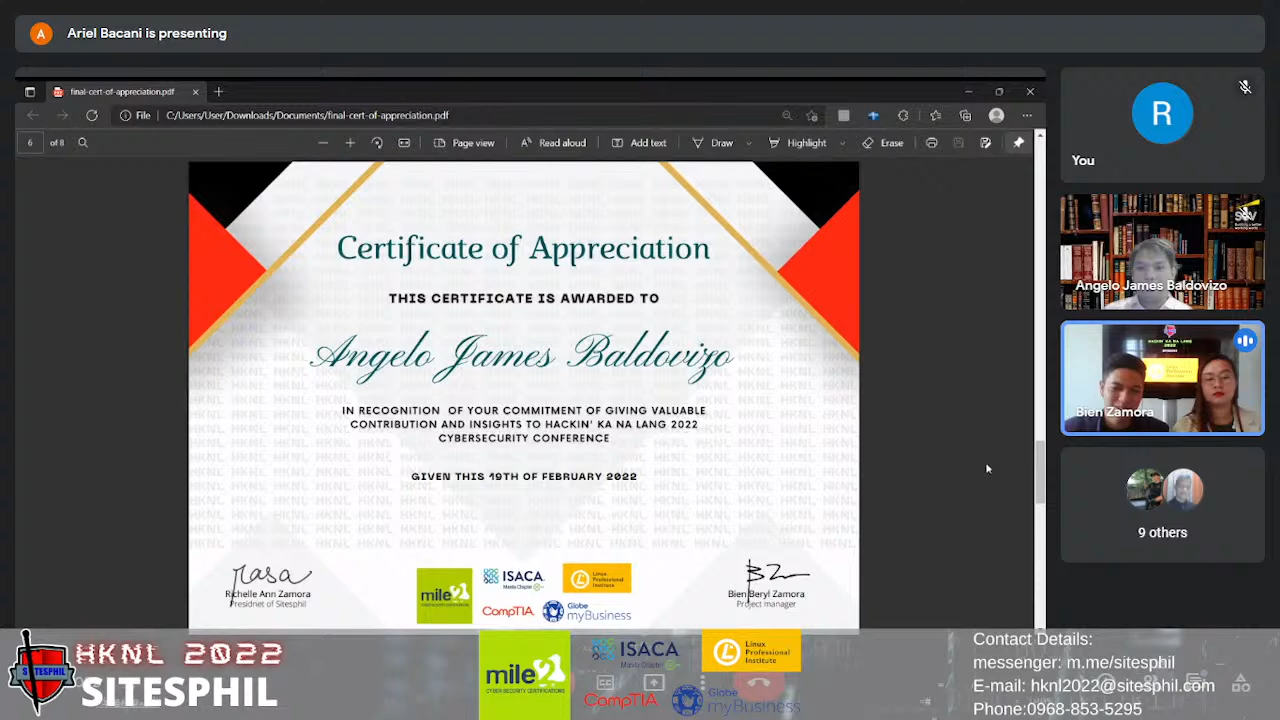 A
Ariel Bacani is presenting
final-cert-of-appreciation.pdf
File
C:/Users/User/Downloads/Documents/final-cert-of-appreciation.pdf
6 of 8
Page view
Read aloud
Add text
Draw
Highlight
Erase
Certificate of Appreciation
THIS CERTIFICATE IS AWARDED TO
Angelo James Baldovizo
IN RECOGNITION OF YOUR COMMITMENT OF GIVING VALUABLE
CONTRIBUTION AND INSIGHTS TO HACKIN' KA NA LANG 2022
CYBERSECURITY CONFERENCE
GIVEN THIS 19TH OF FEBRUARY 2022
Richelle Ann Zamora
Presidnet of Sitesphil
mile2
ISACA
Manila Chapter
Linux
Professional
Institute
CompTIA
Globe
myBusiness
Bien Beryl Zamora
Project manager
R
You
Angelo James Baldovizo
HACKIN' KA NA LANG
2022
Bien Zamora
9 others
SITESPHIL
HKNL 2022
SITESPHIL
mile2
CYBER SECURITY CERTIFICATIONS
ISACA
Manila Chapter
Linux
Professional
Institute
CompTIA
Globe
myBusiness
Contact Details:
messenger: m.me/sitesphil
E-mail: hknl2022@sitesphil.com
Phone:0968-853-5295